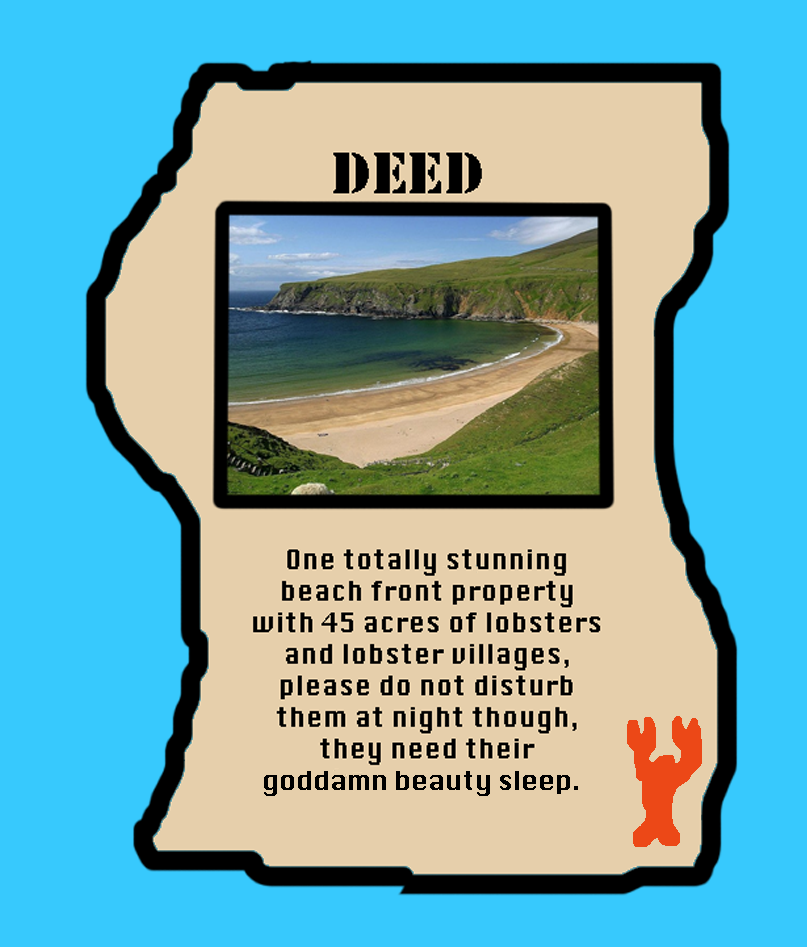 DEED
One totally stunning
beach front property
with 45 acres of lobsters
and lobster villages,
please do not disturb
them at night though,
they need their
goddamn beauty sleep.